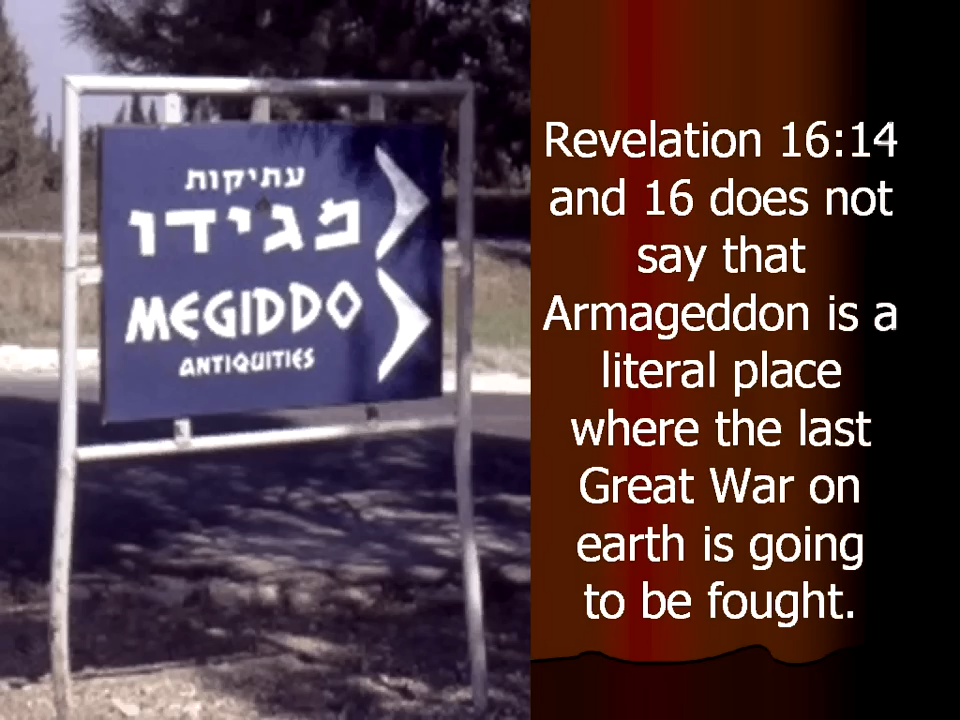 עתיקות
מגידו
MEGIDDO
ANTIQUITIES
Revelation 16:14
and 16 does not
say that
Armageddon is a
literal place
where the last
Great War on
earth is going
to be fought.